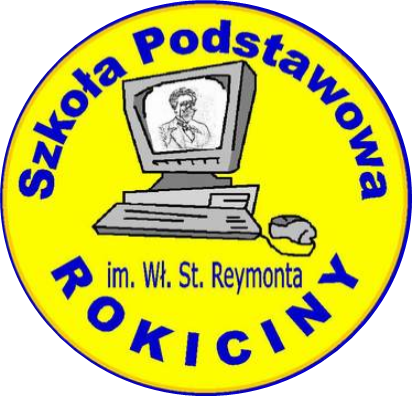 Szkoła Podstawowa
im. Wł. St. Reymonta
ROKICINY